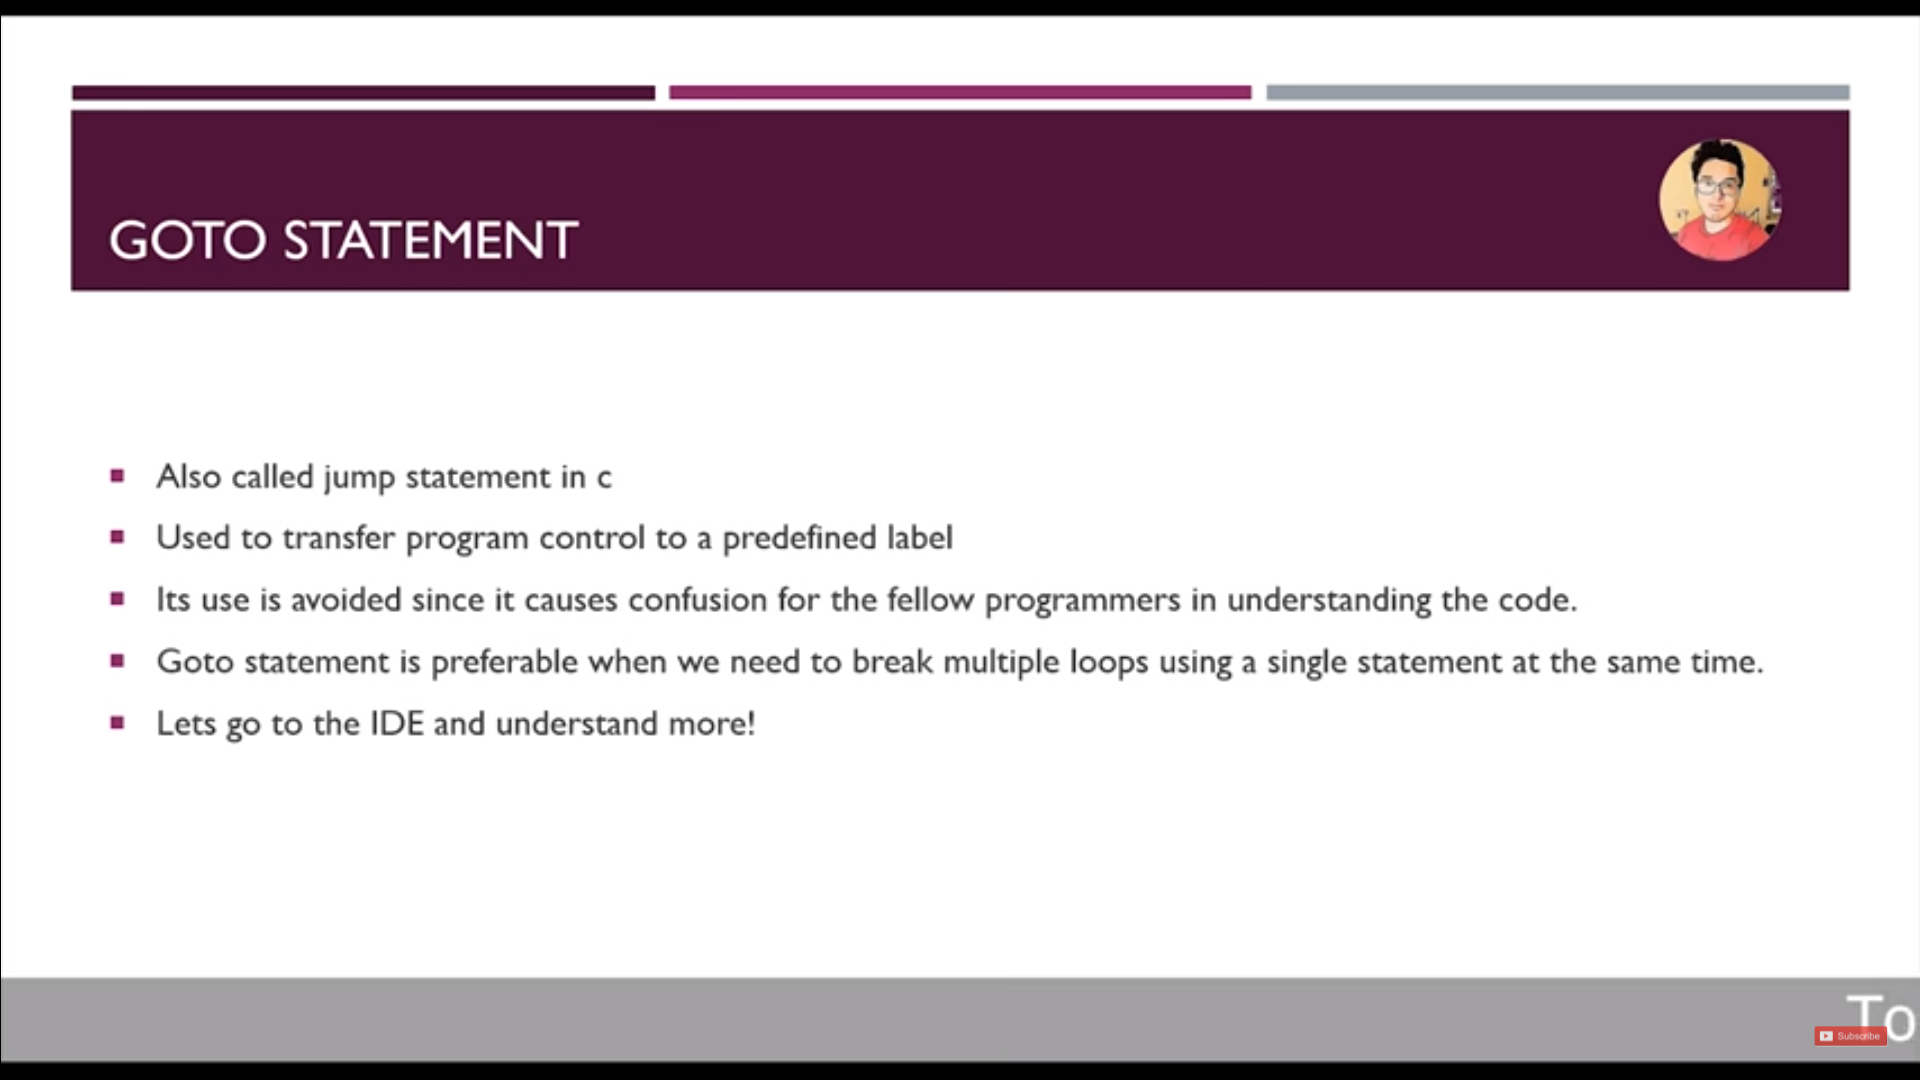 GOTO STATEMENT
Also called jump statement in c
Used to transfer program control to a predefined label
Its use is avoided since it causes confusion for the fellow programmers in understanding the code.
Goto statement is preferable when we need to break multiple loops using a single statement at the same time.
Lets go to the IDE and understand more!
To
Subscribe